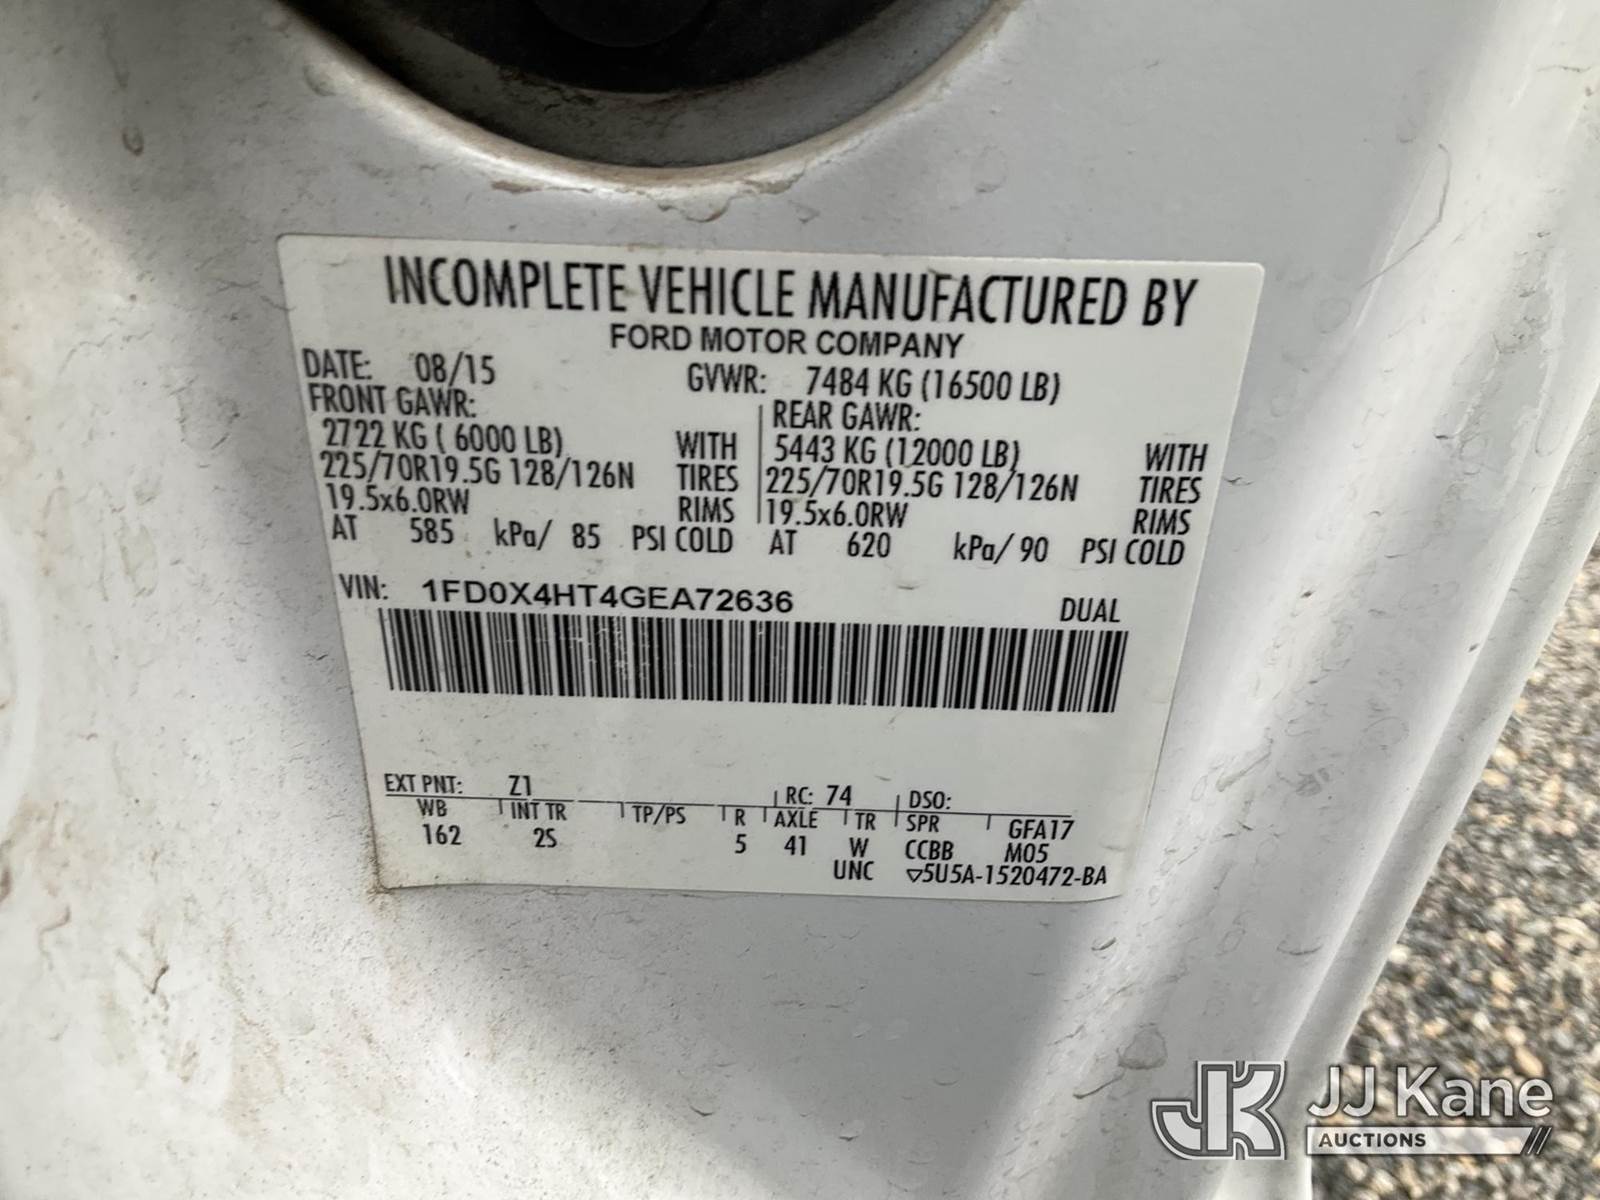 INCOMPLETE VEHICLE MANUFACTURED BY
FORD MOTOR COMPANY
DATE: 08/15 GVWR: 7484 KG (16500 LB)
FRONT GAWR: REAR GAWR:
2722 KG ( 6000 LB) WITH 5443 KG (12000 LB) WITH
225/70R19.5G 128/126N TIRES 225/70R19.5G 128/126N TIRES
19.5x6.0RW RIMS 19.5x6.0RW RIMS
AT 585 kPa/ 85 PSI COLD AT 620 kPa/ 90 PSI COLD
VIN: 1FD0X4HT4GEA72636 DUAL
EXT PNT: Z1 RC: 74 DSO:
WB INT TR TP/PS R AXLE TR SPR GFA17
162 2S 5 41 W CCBB M05
UNC ▽5U5A-1520472-BA
JK JJ Kane
AUCTIONS